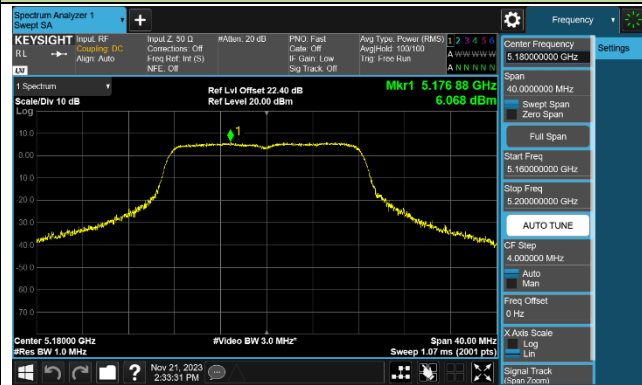 Spectrum Analyzer 1
Swept SA
Frequency
KEYSIGHT
RL
Input: RF
Coupling: DC
Align: Auto
Input Z: 50 Ω
Corrections: Off
Freq Ref: Int (S)
NFE: Off
#Atten: 20 dB
PNO: Fast
Gate: Off
IF Gain: Low
Sig Track: Off
Avg Type: Power (RMS)
Avg|Hold: 100/100
Trig: Free Run
1 2 3 4 5 6
A W W W W W
A N N N N N
1 Spectrum
Scale/Div 10 dB
Log
Ref Lvl Offset 22.40 dB
Ref Level 20.00 dBm
Mkr1 5.176 88 GHz
6.068 dBm
1
10.0
0.00
-10.0
-20.0
-30.0
-40.0
-50.0
-60.0
-70.0
Center 5.18000 GHz
#Res BW 1.0 MHz
#Video BW 3.0 MHz*
Span 40.00 MHz
Sweep 1.07 ms (2001 pts)
Nov 21, 2023
2:33:31 PM
Settings
Center Frequency
5.180000000 GHz
Span
40.0000000 MHz
Swept Span
Zero Span
Full Span
Start Freq
5.160000000 GHz
Stop Freq
5.200000000 GHz
AUTO TUNE
CF Step
4.000000 MHz
Auto
Man
Freq Offset
0 Hz
X Axis Scale
Log
Lin
Signal Track
(Span Zoom)